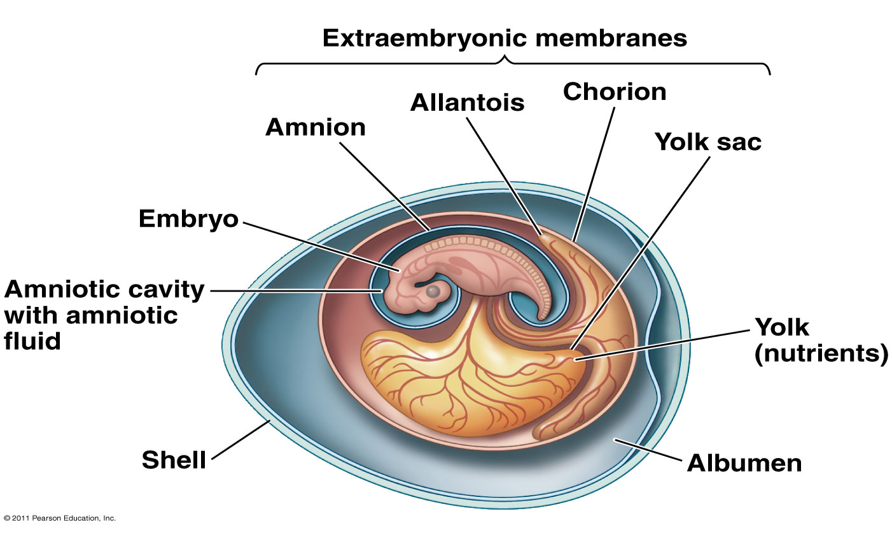 Extraembryonic membranes
Chorion
Allantois
Amnion
Yolk sac
Embryo
Amniotic cavity
with amniotic
fluid
Yolk
(nutrients)
Shell
Albumen
© 2011 Pearson Education, Inc.